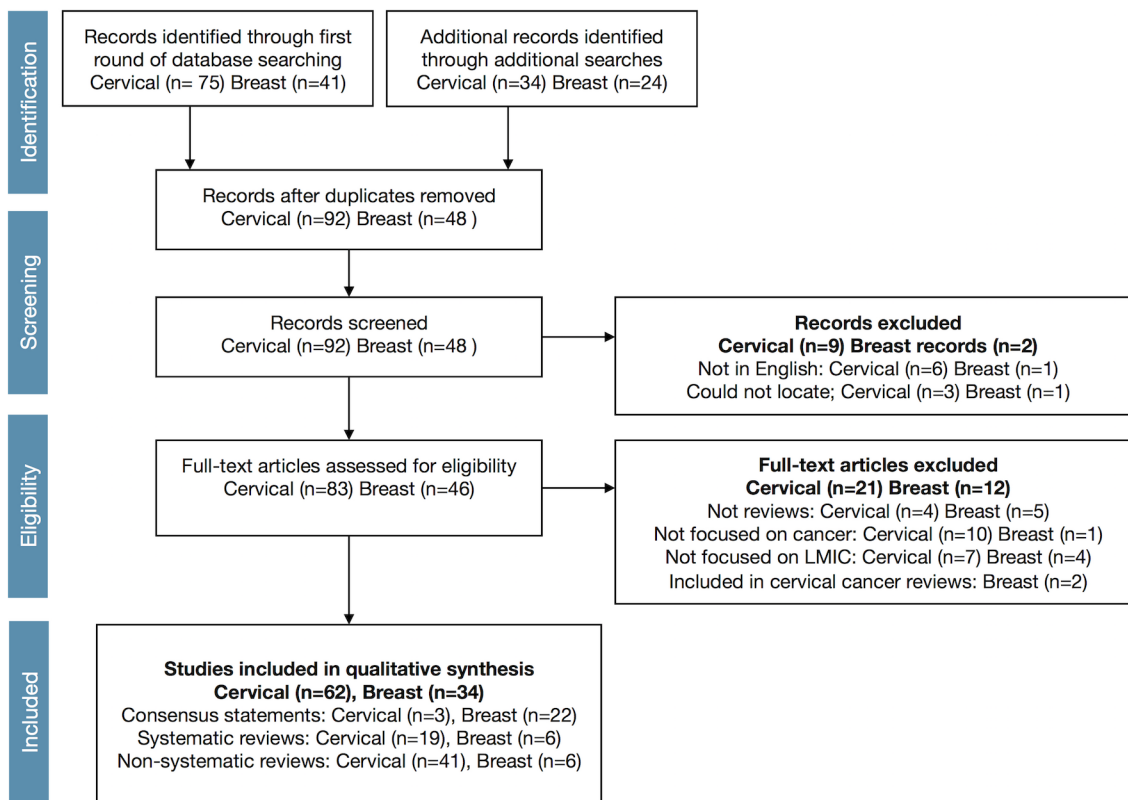 Identification
Records identified through first
round of database searching
Cervical (n= 75) Breast (n=41)
Additional records identified
through additional searches
Cervical (n=34) Breast (n=24)
Records after duplicates removed
Cervical (n=92) Breast (n=48 )
Screening
Records screened
Cervical (n=92) Breast (n=48 )
Records excluded
Cervical (n=9) Breast records (n=2)
Not in English: Cervical (n=6) Breast (n=1)
Could not locate; Cervical (n=3) Breast (n=1)
Eligibility
Full-text articles assessed for eligibility
Cervical (n=83) Breast (n=46)
Full-text articles excluded
Cervical (n=21) Breast (n=12)
Not reviews: Cervical (n=4) Breast (n=5)
Not focused on cancer: Cervical (n=10) Breast (n=1)
Not focused on LMIC: Cervical (n=7) Breast (n=4)
Included in cervical cancer reviews: Breast (n=2)
Included
Studies included in qualitative synthesis
Cervical (n=62), Breast (n=34)
Consensus statements: Cervical (n=3), Breast (n=22)
Systematic reviews: Cervical (n=19), Breast (n=6)
Non-systematic reviews: Cervical (n=41), Breast (n=6)